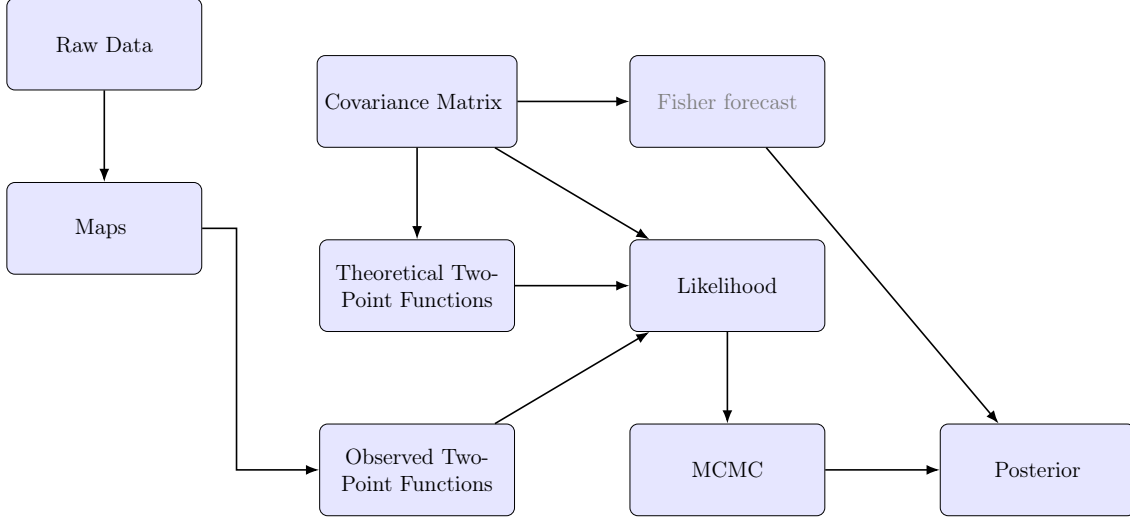 Raw Data
Covariance Matrix
Fisher forecast
Maps
Theoretical Two-
Point Functions
Likelihood
Observed Two-
Point Functions
MCMC
Posterior